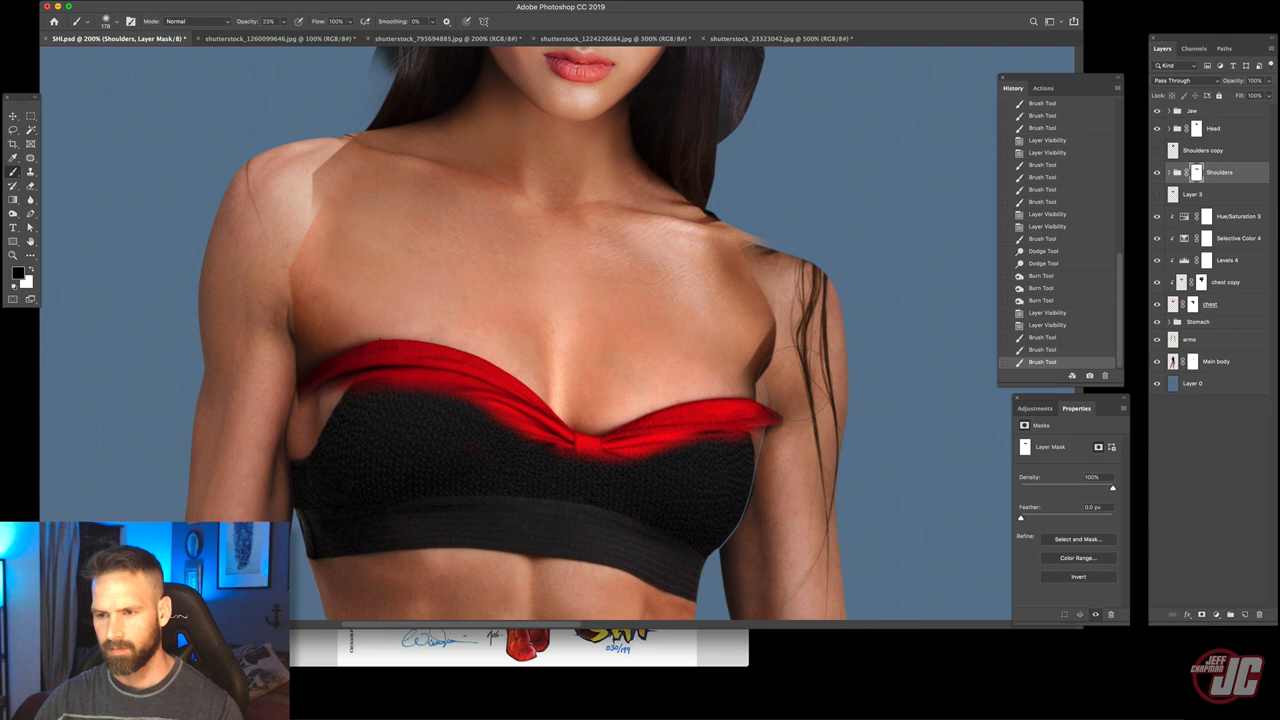 Adobe Photoshop CC 2019
178
Mode: Normal
Opacity: 23%
Flow: 100%
Smoothing: 0%
SHI.psd @ 200% (Shoulders, Layer Mask/8) *
shutterstock_1260099646.jpg @ 100% (RGB/8#) *
shutterstock_795694885.jpg @ 200% (RGB/8#) *
shutterstock_1224226684.jpg @ 300% (RGB/8#) *
shutterstock_23323042.jpg @ 500% (RGB/8#) *
History
Actions
Brush Tool
Brush Tool
Brush Tool
Layer Visibility
Layer Visibility
Brush Tool
Brush Tool
Brush Tool
Brush Tool
Layer Visibility
Layer Visibility
Brush Tool
Dodge Tool
Dodge Tool
Burn Tool
Burn Tool
Burn Tool
Layer Visibility
Layer Visibility
Brush Tool
Brush Tool
Brush Tool
Adjustments
Properties
Masks
Layer Mask
Density:
100%
Feather:
0.0 px
Refine:
Select and Mask...
Color Range...
Invert
Layers
Channels
Paths
Kind
Pass Through
Opacity: 100%
Lock:
Fill: 100%
Jaw
Head
Shoulders copy
Shoulders
Layer 3
Hue/Saturation 3
Selective Color 4
Levels 4
chest copy
chest
Stomach
arms
Main body
Layer 0
fx
030/199
JEFF
CHAPMAN
JC